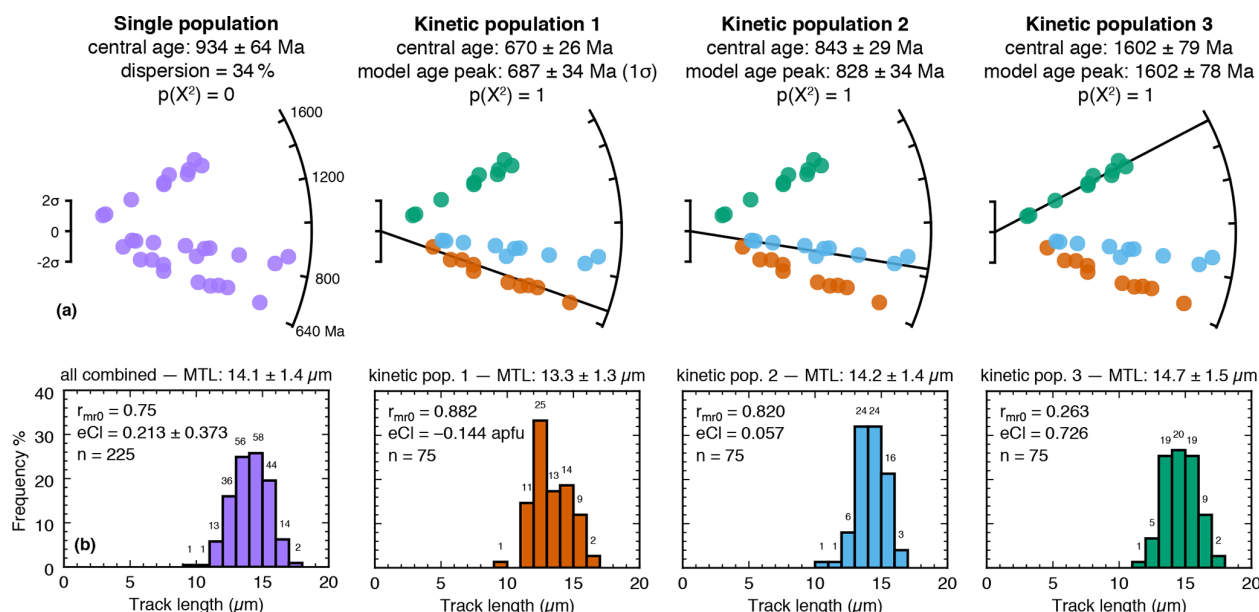 Single population
central age: 934 ± 64 Ma
dispersion = 34 %
p(X²) = 0
Kinetic population 1
central age: 670 ± 26 Ma
model age peak: 687 ± 34 Ma (1σ)
p(X²) = 1
Kinetic population 2
central age: 843 ± 29 Ma
model age peak: 828 ± 34 Ma
p(X²) = 1
Kinetic population 3
central age: 1602 ± 79 Ma
model age peak: 1602 ± 78 Ma
p(X²) = 1
1600
1200
800
640 Ma
2σ
0
-2σ
(a)
all combined — MTL: 14.1 ± 1.4 µm
r_mr0 = 0.75
eCl = 0.213 ± 0.373
n = 225
1 1 13 36 56 58 44 14 2
Frequency %
40
30
20
10
0
(b)
0 5 10 15 20
Track length (µm)
kinetic pop. 1 — MTL: 13.3 ± 1.3 µm
r_mr0 = 0.882
eCl = –0.144 apfu
n = 75
1 11 25 13 14 9 2
0 5 10 15 20
Track length (µm)
kinetic pop. 2 — MTL: 14.2 ± 1.4 µm
r_mr0 = 0.820
eCl = 0.057
n = 75
1 1 6 24 24 16 3
0 5 10 15 20
Track length (µm)
kinetic pop. 3 — MTL: 14.7 ± 1.5 µm
r_mr0 = 0.263
eCl = 0.726
n = 75
1 5 19 20 19 9 2
0 5 10 15 20
Track length (µm)